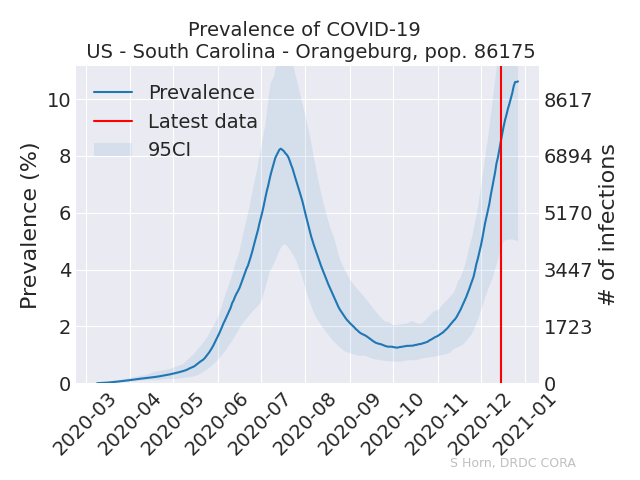 Prevalence of COVID-19
US - South Carolina - Orangeburg, pop. 86175
Prevalence
Latest data
95CI
Prevalence (%)
10
8
6
4
2
0
8617
6894
5170
3447
1723
0
# of infections
2020-03
2020-04
2020-05
2020-06
2020-07
2020-08
2020-09
2020-10
2020-11
2020-12
2021-01
S Horn, DRDC CORA